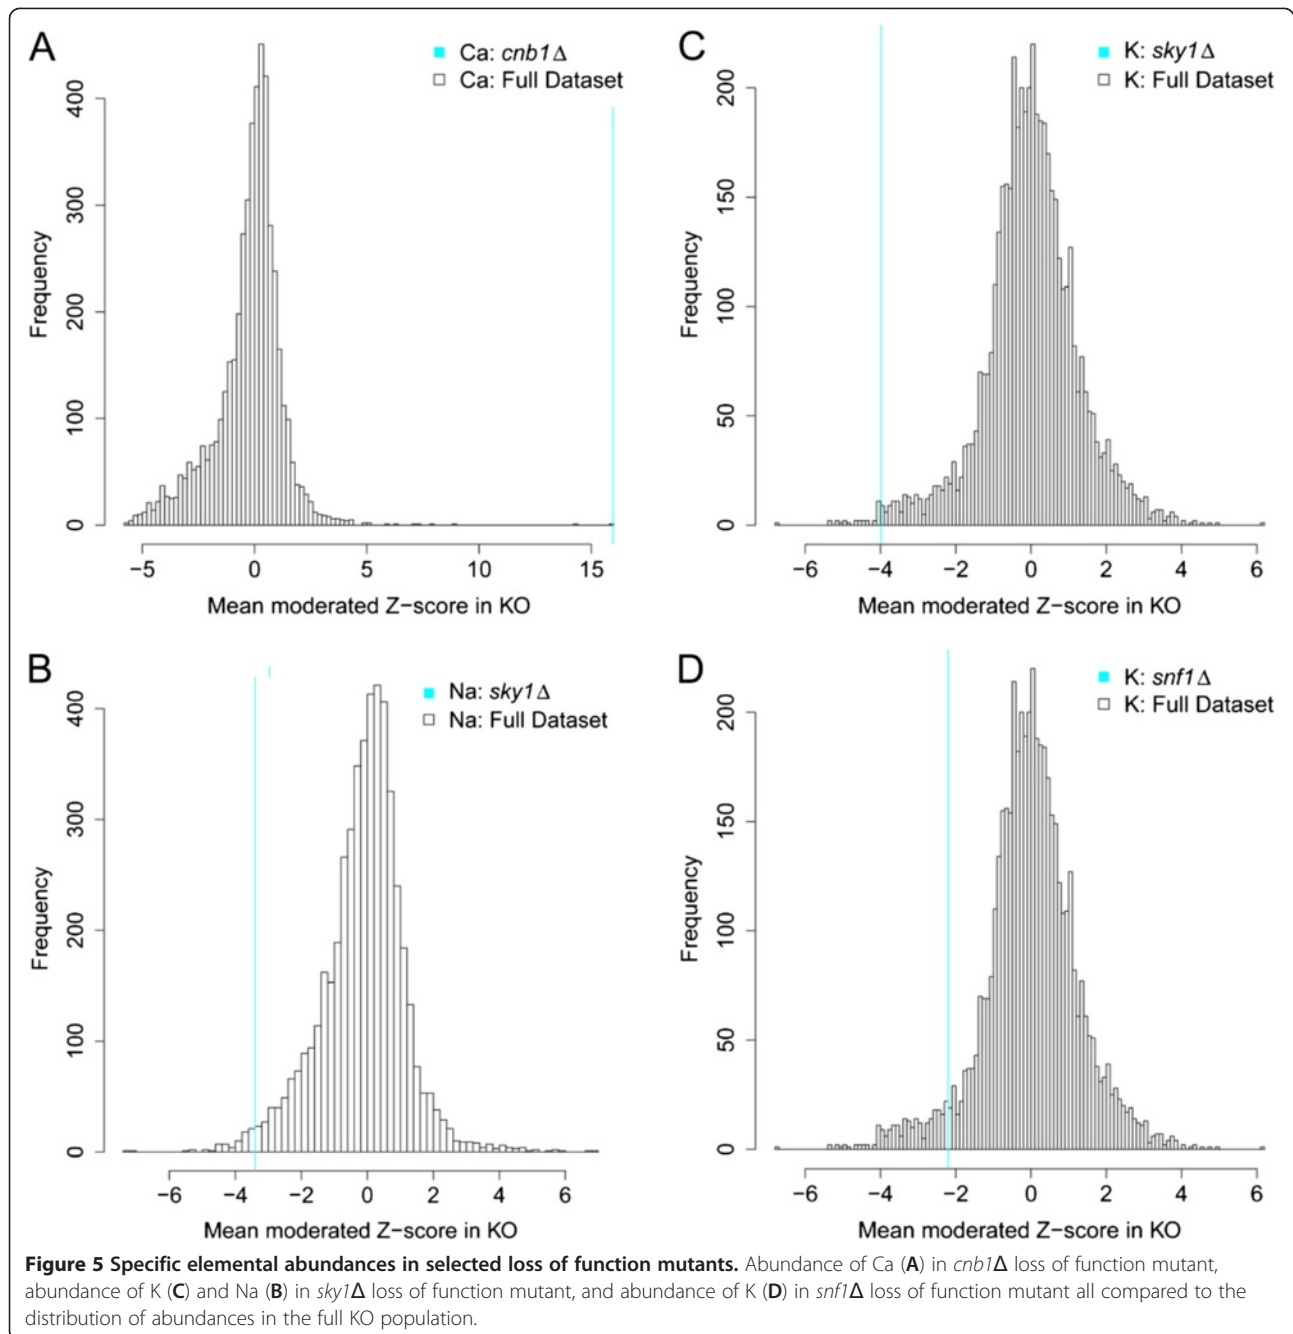 A
Ca: cnb1Δ
Ca: Full Dataset
Frequency
0
100
200
300
400
−5
0
5
10
15
Mean moderated Z−score in KO
C
K: sky1Δ
K: Full Dataset
Frequency
0
50
100
150
200
−6
−4
−2
0
2
4
6
Mean moderated Z−score in KO
B
Na: sky1Δ
Na: Full Dataset
Frequency
0
100
200
300
400
−6
−4
−2
0
2
4
6
Mean moderated Z−score in KO
D
K: snf1Δ
K: Full Dataset
Frequency
0
50
100
150
200
−6
−4
−2
0
2
4
6
Mean moderated Z−score in KO
Figure 5 Specific elemental abundances in selected loss of function mutants. Abundance of Ca (A) in cnb1Δ loss of function mutant,
abundance of K (C) and Na (B) in sky1Δ loss of function mutant, and abundance of K (D) in snf1Δ loss of function mutant all compared to the
distribution of abundances in the full KO population.